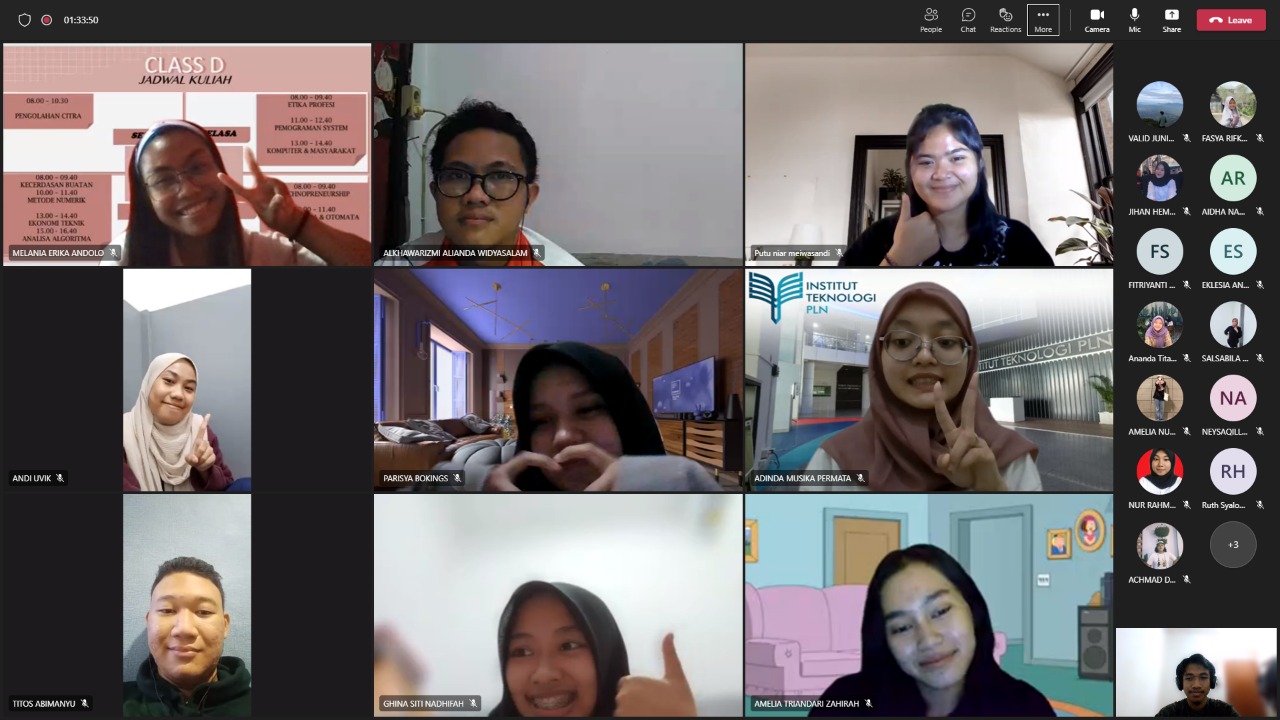 01:33:50
People
Chat
Reactions
More
Camera
Mic
Share
Leave
CLASS D
JADWAL KULIAH
08.00 - 10.30
PENGOLAHAN CITRA
08.00 - 09.40
ETIKA PROFESI
11.00 - 12.40
PEMOGRAMAN SYSTEM
13.00 - 14.40
KOMPUTER & MASYARAKAT
08.00 - 09.40
KECERDASAN BUATAN
10.00 - 11.40
METODE NUMERIK
13.00 - 14.40
EKONOMI TEKNIK
15.00 - 16.40
ANALISA ALGORITMA
08.00 - 09.40
& OTOMATA
MELANIA ERIKA ANDOLO
ALKHAWARIZMI ALIANDA WIDYASALAM
Putu niar meiwasandi
ANDI UVIK
PARISYA BOKINGS
INSTITUT
TEKNOLOGI
PLN
TEKNOLOGI PLN
ADINDA MUSIKA PERMATA
TITOS ABIMANYU
GHINA SITI NADHIFAH
AMELIA TRIANDARI ZAHIRAH
VALID JUNI...
FASYA RIFK...
JIHAN HEM...
AR
AIDHA NA...
FS
FITRIYANTI ...
ES
EKLESIA AN...
Ananda Tita...
SALSABILA ...
AMELIA NU...
NA
NEYSAQILL...
NUR RAHM...
RH
Ruth Syalo...
ACHMAD D...
+3